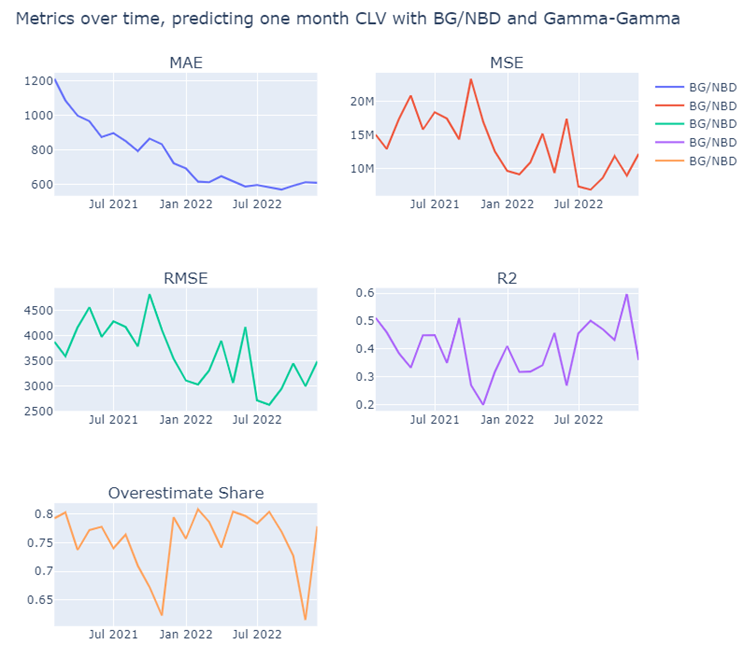 Metrics over time, predicting one month CLV with BG/NBD and Gamma-Gamma
MAE
1200
1000
800
600
Jul 2021 Jan 2022 Jul 2022
MSE
20M
15M
10M
Jul 2021 Jan 2022 Jul 2022
BG/NBD
BG/NBD
BG/NBD
BG/NBD
BG/NBD
RMSE
4500
4000
3500
3000
2500
Jul 2021 Jan 2022 Jul 2022
R2
0.6
0.5
0.4
0.3
0.2
Jul 2021 Jan 2022 Jul 2022
Overestimate Share
0.8
0.75
0.7
0.65
Jul 2021 Jan 2022 Jul 2022